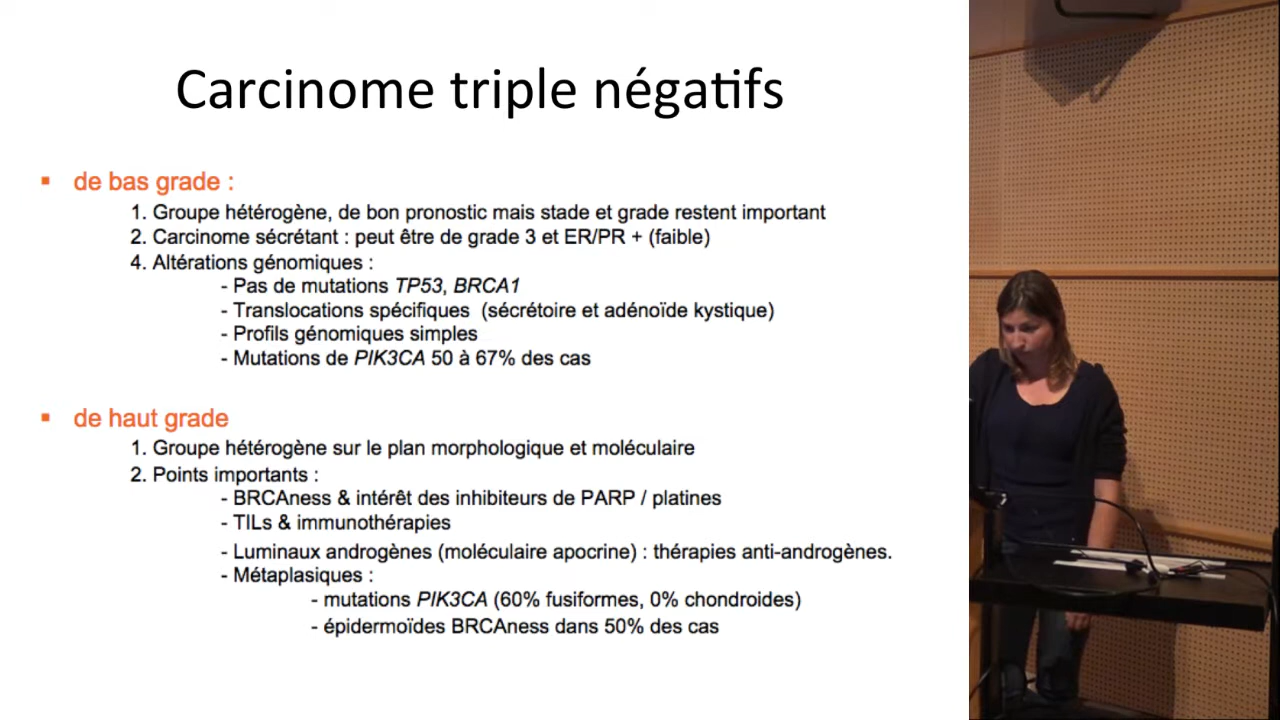 Carcinome triple négatifs
▪ de bas grade :
1. Groupe hétérogène, de bon pronostic mais stade et grade restent important
2. Carcinome sécrétant : peut être de grade 3 et ER/PR + (faible)
4. Altérations génomiques :
- Pas de mutations TP53, BRCA1
- Translocations spécifiques (sécrétoire et adénoïde kystique)
- Profils génomiques simples
- Mutations de PIK3CA 50 à 67% des cas
▪ de haut grade
1. Groupe hétérogène sur le plan morphologique et moléculaire
2. Points importants :
- BRCAness & intérêt des inhibiteurs de PARP / platines
- TILs & immunothérapies
- Luminaux androgènes (moléculaire apocrine) : thérapies anti-androgènes.
- Métaplasiques :
- mutations PIK3CA (60% fusiformes, 0% chondroides)
- épidermoïdes BRCAness dans 50% des cas